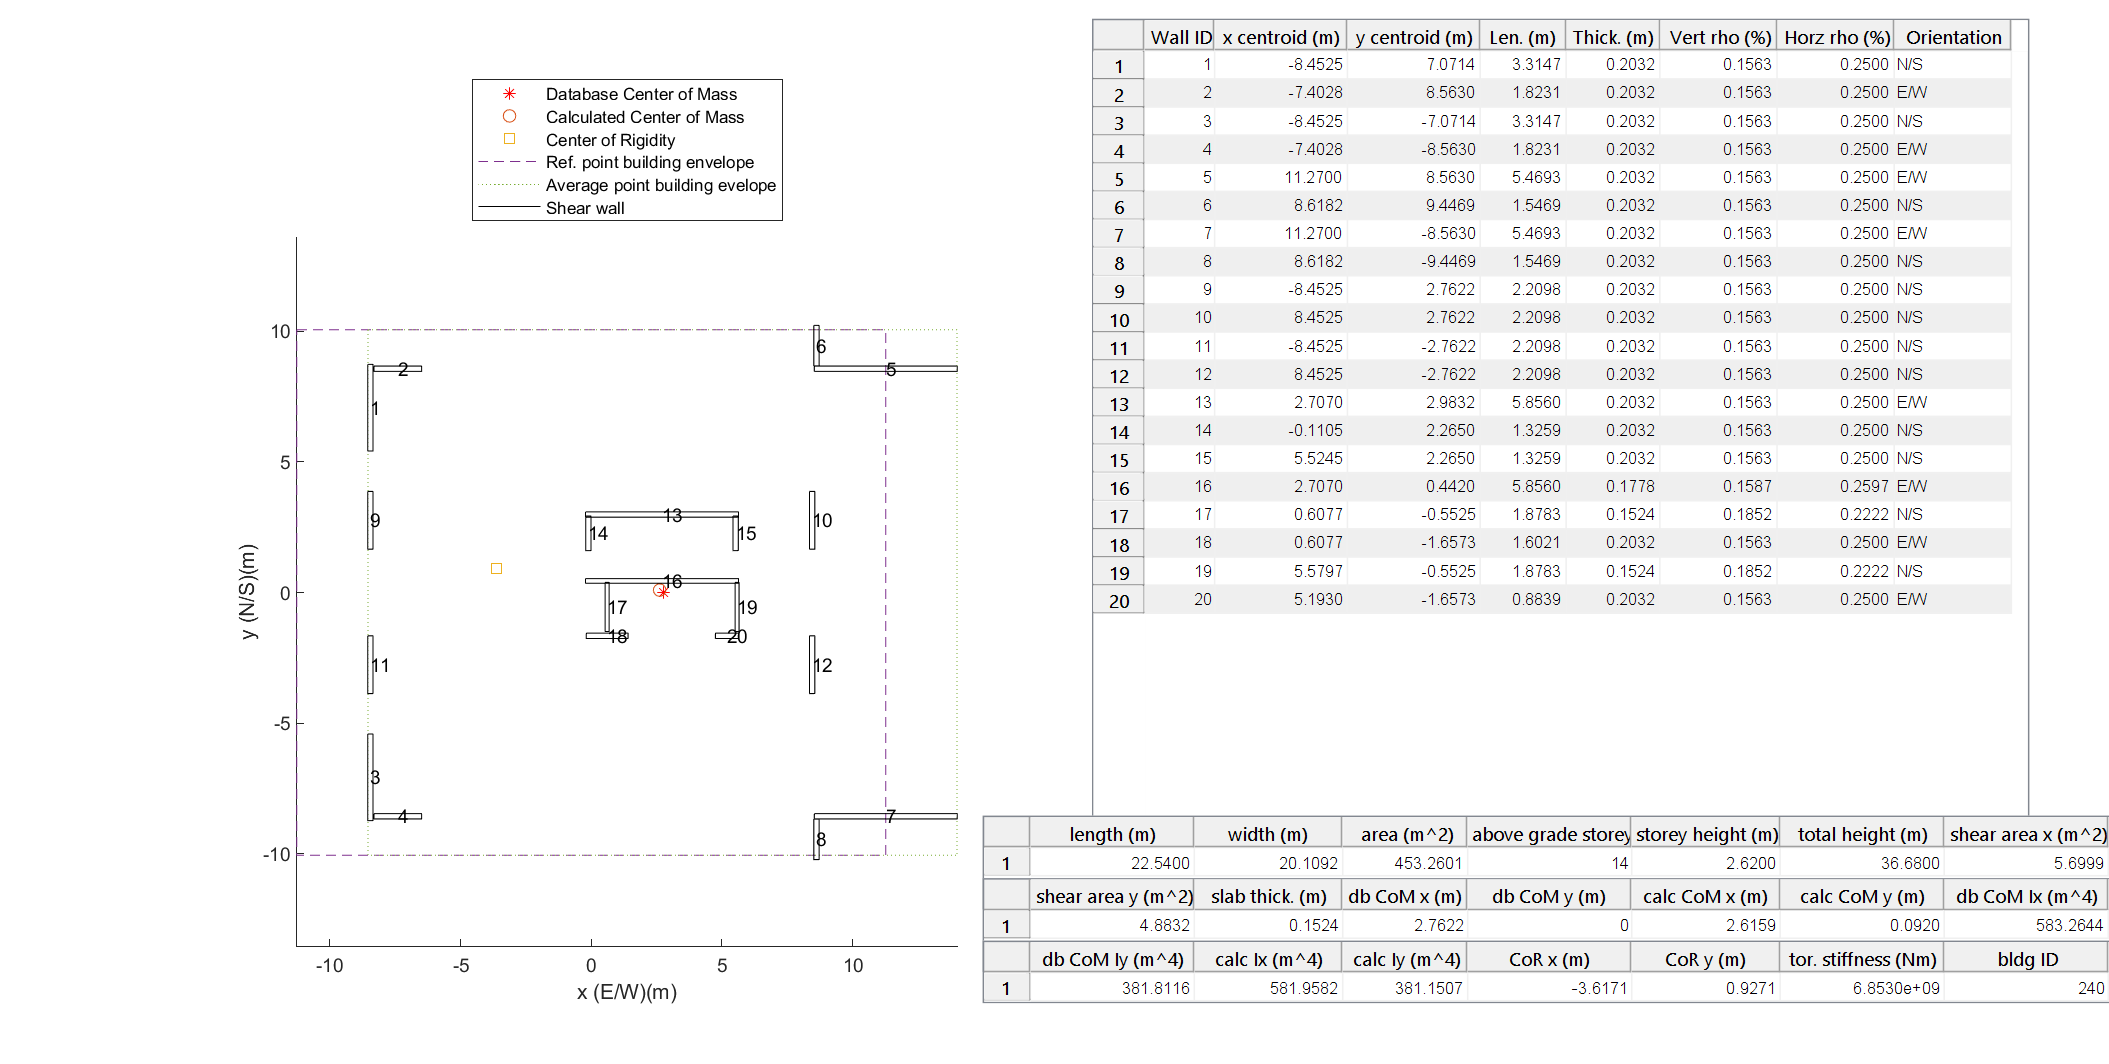 Database Center of Mass
Calculated Center of Mass
Center of Rigidity
Ref. point building envelope
Average point building evelope
Shear wall
10
5
0
-5
-10
y (N/S)(m)
-10 -5 0 5 10
x (E/W)(m)
6
2 5
1
9 13 10
14 15
16
17 19
18 20
11 12
3
4 7
8
Wall ID x centroid (m) y centroid (m) Len. (m) Thick. (m) Vert rho (%) Horz rho (%) Orientation
1 1 -8.4525 7.0714 3.3147 0.2032 0.1563 0.2500 N/S
2 2 -7.4028 8.5630 1.8231 0.2032 0.1563 0.2500 E/W
3 3 -8.4525 -7.0714 3.3147 0.2032 0.1563 0.2500 N/S
4 4 -7.4028 -8.5630 1.8231 0.2032 0.1563 0.2500 E/W
5 5 11.2700 8.5630 5.4693 0.2032 0.1563 0.2500 E/W
6 6 8.6182 9.4469 1.5469 0.2032 0.1563 0.2500 N/S
7 7 11.2700 -8.5630 5.4693 0.2032 0.1563 0.2500 E/W
8 8 8.6182 -9.4469 1.5469 0.2032 0.1563 0.2500 N/S
9 9 -8.4525 2.7622 2.2098 0.2032 0.1563 0.2500 N/S
10 10 8.4525 2.7622 2.2098 0.2032 0.1563 0.2500 N/S
11 11 -8.4525 -2.7622 2.2098 0.2032 0.1563 0.2500 N/S
12 12 8.4525 -2.7622 2.2098 0.2032 0.1563 0.2500 N/S
13 13 2.7070 2.9832 5.8560 0.2032 0.1563 0.2500 E/W
14 14 -0.1105 2.2650 1.3259 0.2032 0.1563 0.2500 N/S
15 15 5.5245 2.2650 1.3259 0.2032 0.1563 0.2500 N/S
16 16 2.7070 0.4420 5.8560 0.1778 0.1587 0.2597 E/W
17 17 0.6077 -0.5525 1.8783 0.1524 0.1852 0.2222 N/S
18 18 0.6077 -1.6573 1.6021 0.2032 0.1563 0.2500 E/W
19 19 5.5797 -0.5525 1.8783 0.1524 0.1852 0.2222 N/S
20 20 5.1930 -1.6573 0.8839 0.2032 0.1563 0.2500 E/W
length (m) width (m) area (m^2) above grade storey storey height (m) total height (m) shear area x (m^2)
1 22.5400 20.1092 453.2601 14 2.6200 36.6800 5.6999
shear area y (m^2) slab thick. (m) db CoM x (m) db CoM y (m) calc CoM x (m) calc CoM y (m) db CoM Ix (m^4)
1 4.8832 0.1524 2.7622 0 2.6159 0.0920 583.2644
db CoM Iy (m^4) calc Ix (m^4) calc Iy (m^4) CoR x (m) CoR y (m) tor. stiffness (Nm) bldg ID
1 381.8116 581.9582 381.1507 -3.6171 0.9271 6.8530e+09 240